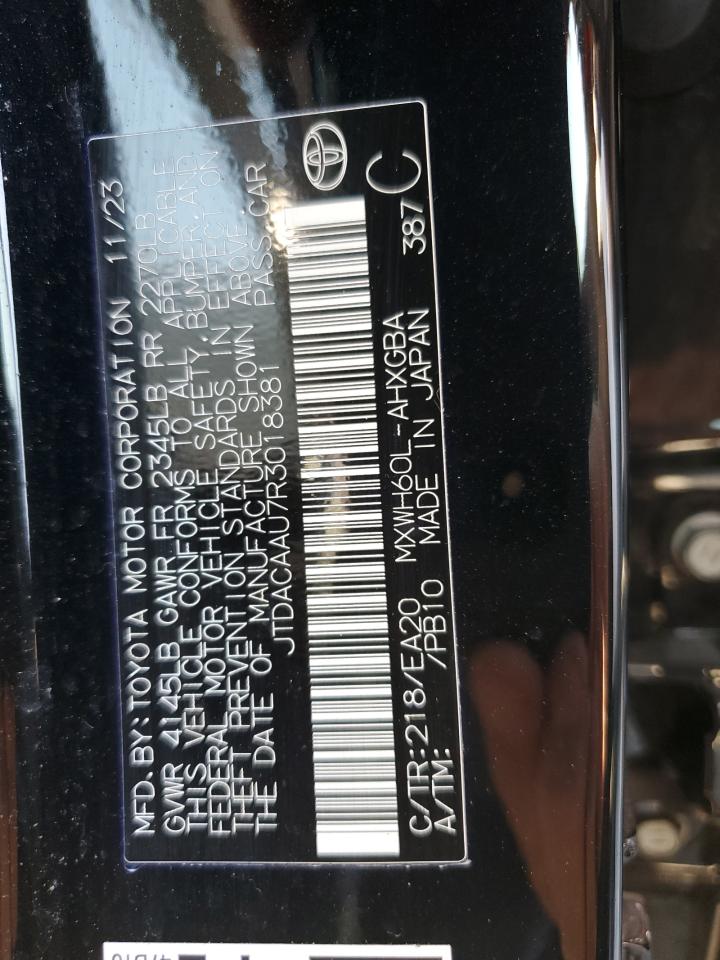 MFD. BY: TOYOTA MOTOR CORPORATION 11/23
GVWR 4145LB GAWR FR 2345LB RR 2270LB
THIS VEHICLE CONFORMS TO ALL APPLICABLE
FEDERAL MOTOR VEHICLE SAFETY, BUMPER, AND
THEFT PREVENTION STANDARDS IN EFFECT ON
THE DATE OF MANUFACTURE SHOWN ABOVE.
JTDACAAU7R3018381 PASS. CAR
C/TR: 218/EA20 MXWH60L-AHXGBA 387 C
A/TM: /PB10 MADE IN JAPAN